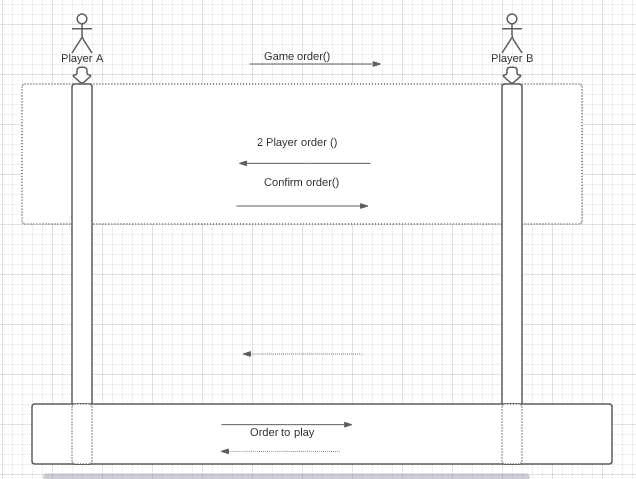 Player A
Player B
Game order()
2 Player order ()
Confirm order()
Order to play